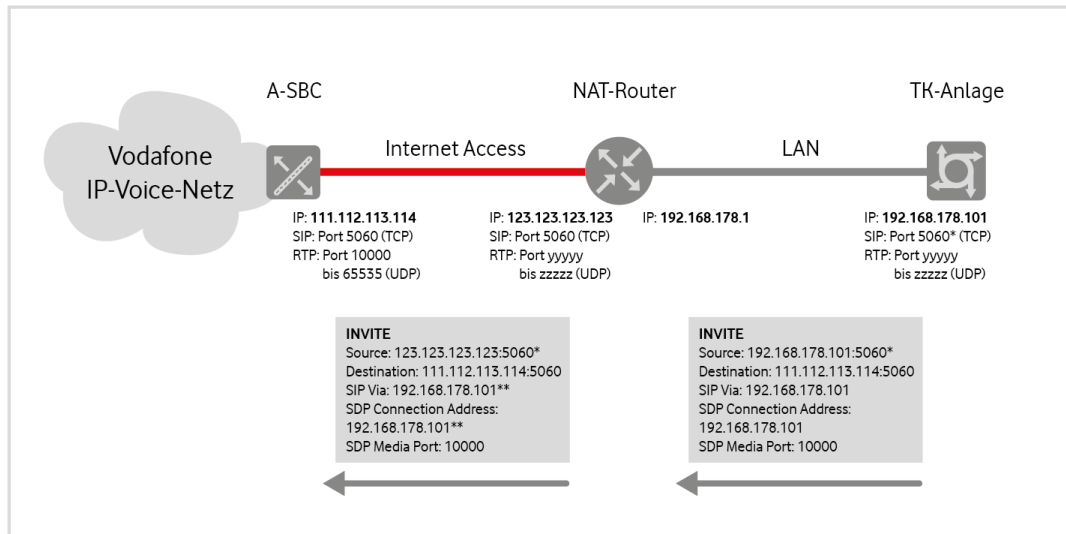 A-SBC
NAT-Router
TK-Anlage
Vodafone
IP-Voice-Netz
Internet Access
LAN
IP: 111.112.113.114
SIP: Port 5060 (TCP)
RTP: Port 10000
bis 65535 (UDP)
IP: 123.123.123.123
SIP: Port 5060 (TCP)
RTP: Port yyyyy
bis zzzzz (UDP)
IP: 192.168.178.1
IP: 192.168.178.101
SIP: Port 5060* (TCP)
RTP: Port yyyyy
bis zzzzz (UDP)
INVITE
Source: 123.123.123.123:5060*
Destination: 111.112.113.114:5060
SIP Via: 192.168.178.101**
SDP Connection Address:
192.168.178.101**
SDP Media Port: 10000
INVITE
Source: 192.168.178.101:5060*
Destination: 111.112.113.114:5060
SIP Via: 192.168.178.101
SDP Connection Address:
192.168.178.101
SDP Media Port: 10000